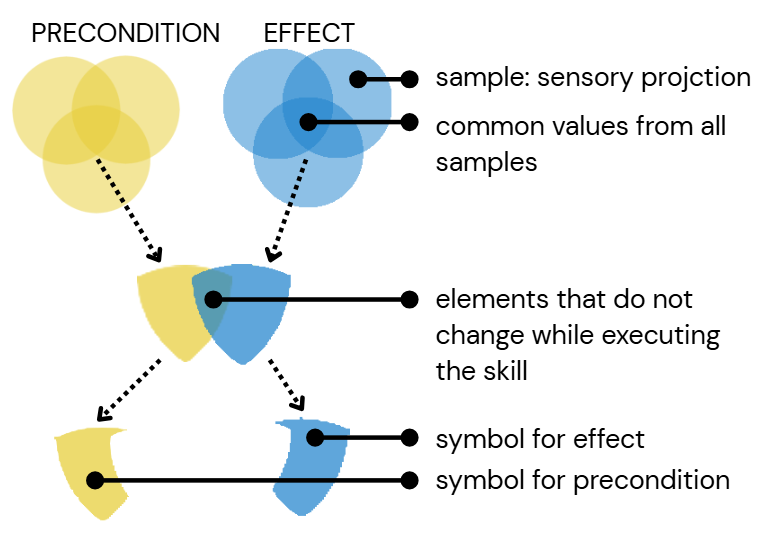 PRECONDITION
EFFECT
sample: sensory projction
common values from all
samples
elements that do not
change while executing
the skill
symbol for effect
symbol for precondition